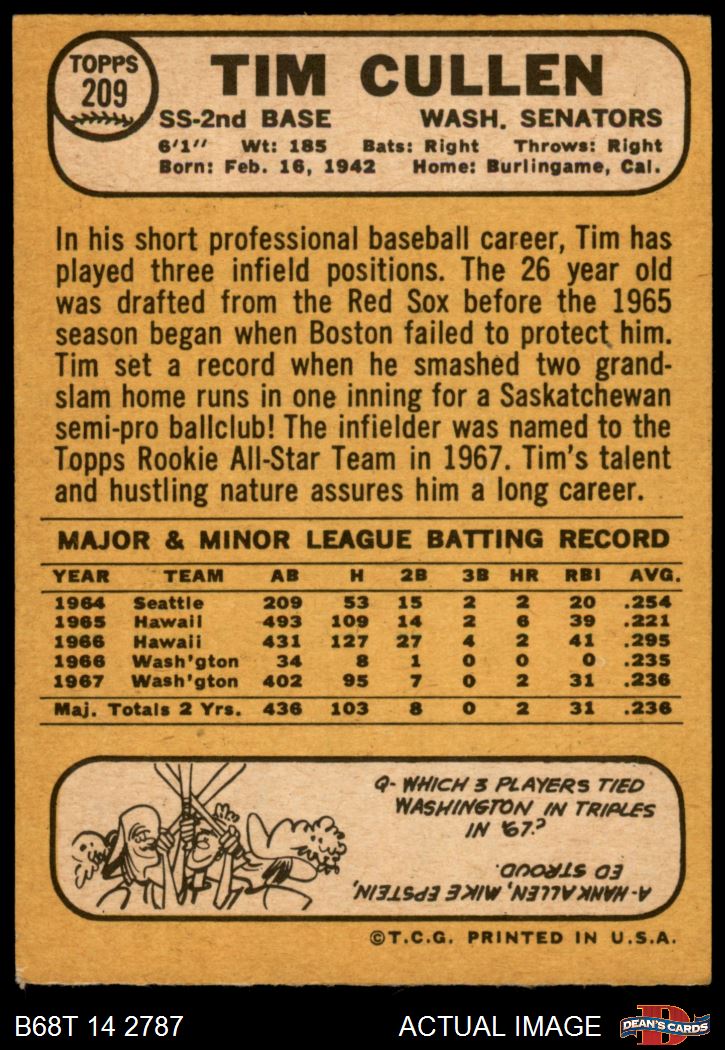 TOPPS
209
TIM CULLEN
SS-2nd BASE WASH. SENATORS
6'1" Wt: 185 Bats: Right Throws: Right
Born: Feb. 16, 1942 Home: Burlingame, Cal.
In his short professional baseball career, Tim has
played three infield positions. The 26 year old
was drafted from the Red Sox before the 1965
season began when Boston failed to protect him.
Tim set a record when he smashed two grand-
slam home runs in one inning for a Saskatchewan
semi-pro ballclub! The infielder was named to the
Topps Rookie All-Star Team in 1967. Tim's talent
and hustling nature assures him a long career.
MAJOR & MINOR LEAGUE BATTING RECORD
YEAR TEAM AB H 2B 3B HR RBI AVG.
1964 Seattle 209 53 15 2 2 20 .254
1965 Hawaii 493 109 14 2 6 39 .221
1966 Hawaii 431 127 27 4 2 41 .295
1966 Wash'gton 34 8 1 0 0 0 .235
1967 Wash'gton 402 95 7 0 2 31 .236
Maj. Totals 2 Yrs. 436 103 8 0 2 31 .236
Q- WHICH 3 PLAYERS TIED
WASHINGTON IN TRIPLES
IN '67?
A- HANK ALLEN, MIKE EPSTEIN,
ED STROUD.
©T.C.G. PRINTED IN U.S.A.
B68T 14 2787 ACTUAL IMAGE
D
DEAN'S CARDS